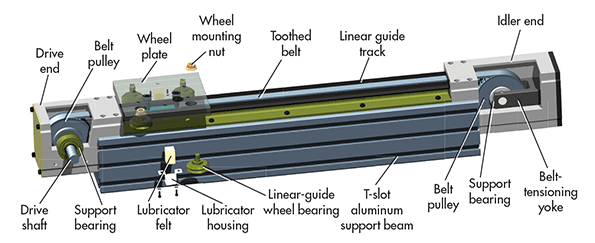 Drive
end
Belt
pulley
Wheel
plate
Wheel
mounting
nut
Toothed
belt
Linear guide
track
Idler end
Drive
shaft
Support
bearing
Lubricator
felt
Lubricator
housing
Linear-guide
wheel bearing
T-slot
aluminum
support beam
Belt
pulley
Support
bearing
Belt-
tensioning
yoke